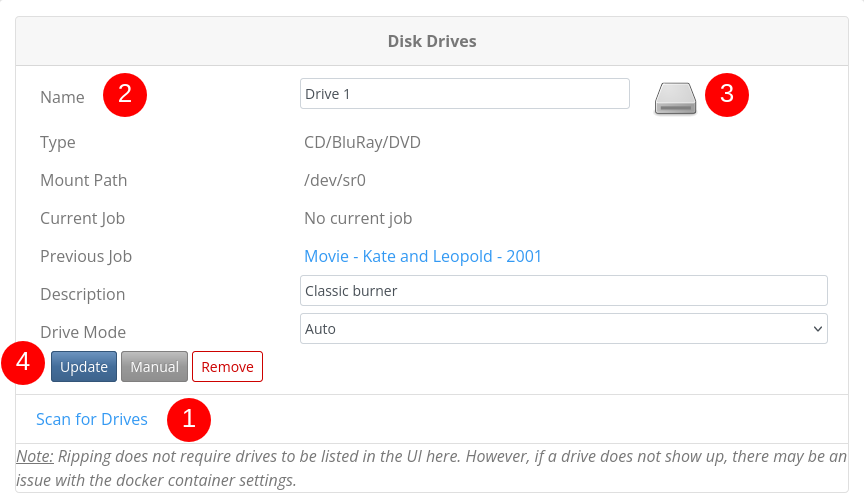 Disk Drives
Name 2 Drive 1 3
Type CD/BluRay/DVD
Mount Path /dev/sr0
Current Job No current job
Previous Job Movie - Kate and Leopold - 2001
Description Classic burner
Drive Mode Auto
4 Update Manual Remove
Scan for Drives 1
Note: Ripping does not require drives to be listed in the UI here. However, if a drive does not show up, there may be an
issue with the docker container settings.